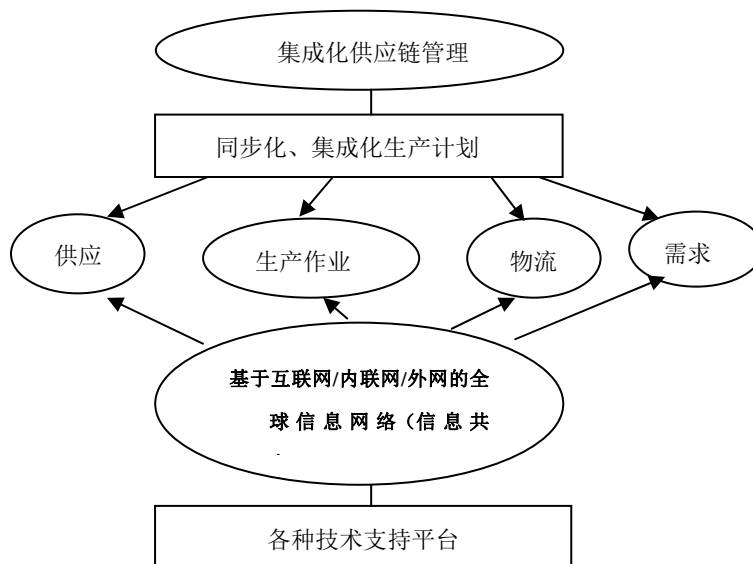 集成化供应链管理
同步化、集成化生产计划
供应
生产作业
物流
需求
基于互联网/内联网/外网的全
球信息网络（信息共
各种技术支持平台